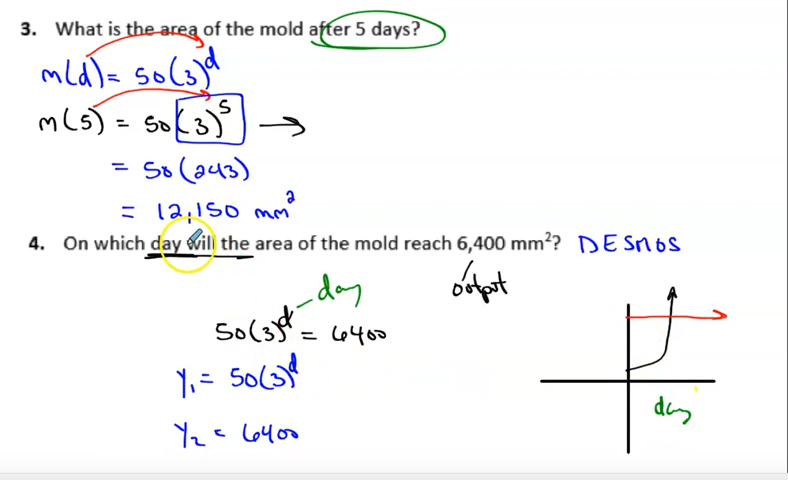 3. What is the area of the mold after 5 days?
m(d) = 50(3)^d
m(5) = 50(3)^5 →
= 50(243)
= 12,150 mm²
4. On which day will the area of the mold reach 6,400 mm²? DESMOS
output
day
50(3)^d = 6400
y₁ = 50(3)^d
day
y₂ = 6400